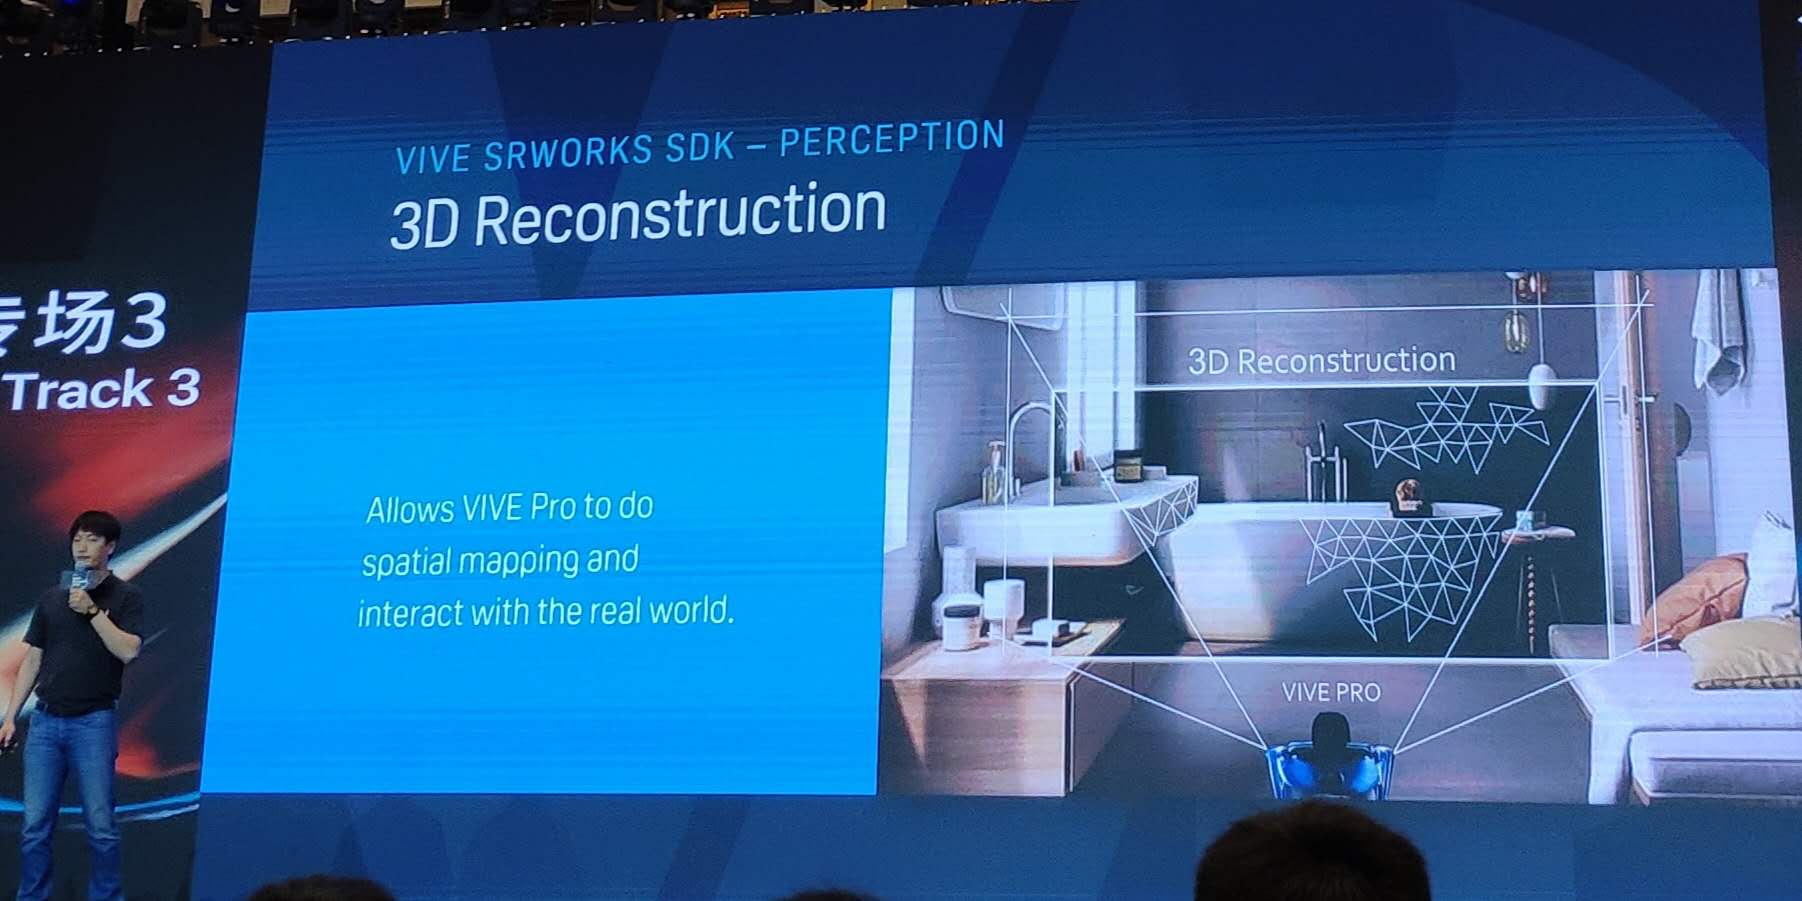 专场3
Track 3
VIVE SRWORKS SDK – PERCEPTION
3D Reconstruction
Allows VIVE Pro to do
spatial mapping and
interact with the real world.
3D Reconstruction
VIVE PRO